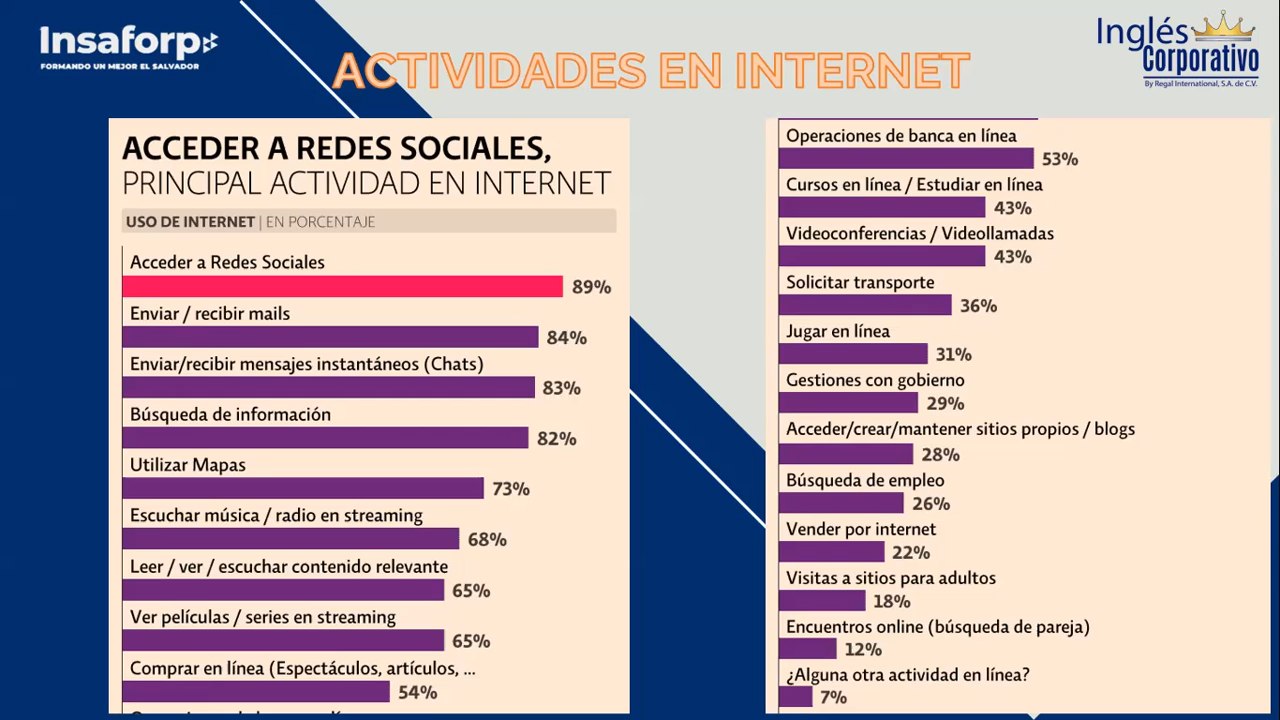 Insaforp
FORMANDO UN MEJOR EL SALVADOR
ACTIVIDADES EN INTERNET
Inglés
Corporativo
By Regal International, S.A. de C.V.
ACCEDER A REDES SOCIALES,
PRINCIPAL ACTIVIDAD EN INTERNET
USO DE INTERNET | EN PORCENTAJE
Acceder a Redes Sociales
89%
Enviar / recibir mails
84%
Enviar/recibir mensajes instantáneos (Chats)
83%
Búsqueda de información
82%
Utilizar Mapas
73%
Escuchar música / radio en streaming
68%
Leer / ver / escuchar contenido relevante
65%
Ver películas / series en streaming
65%
Comprar en línea (Espectáculos, artículos, ...
54%
Operaciones de banca en línea
53%
Cursos en línea / Estudiar en línea
43%
Videoconferencias / Videollamadas
43%
Solicitar transporte
36%
Jugar en línea
31%
Gestiones con gobierno
29%
Acceder/crear/mantener sitios propios / blogs
28%
Búsqueda de empleo
26%
Vender por internet
22%
Visitas a sitios para adultos
18%
Encuentros online (búsqueda de pareja)
12%
¿Alguna otra actividad en línea?
7%